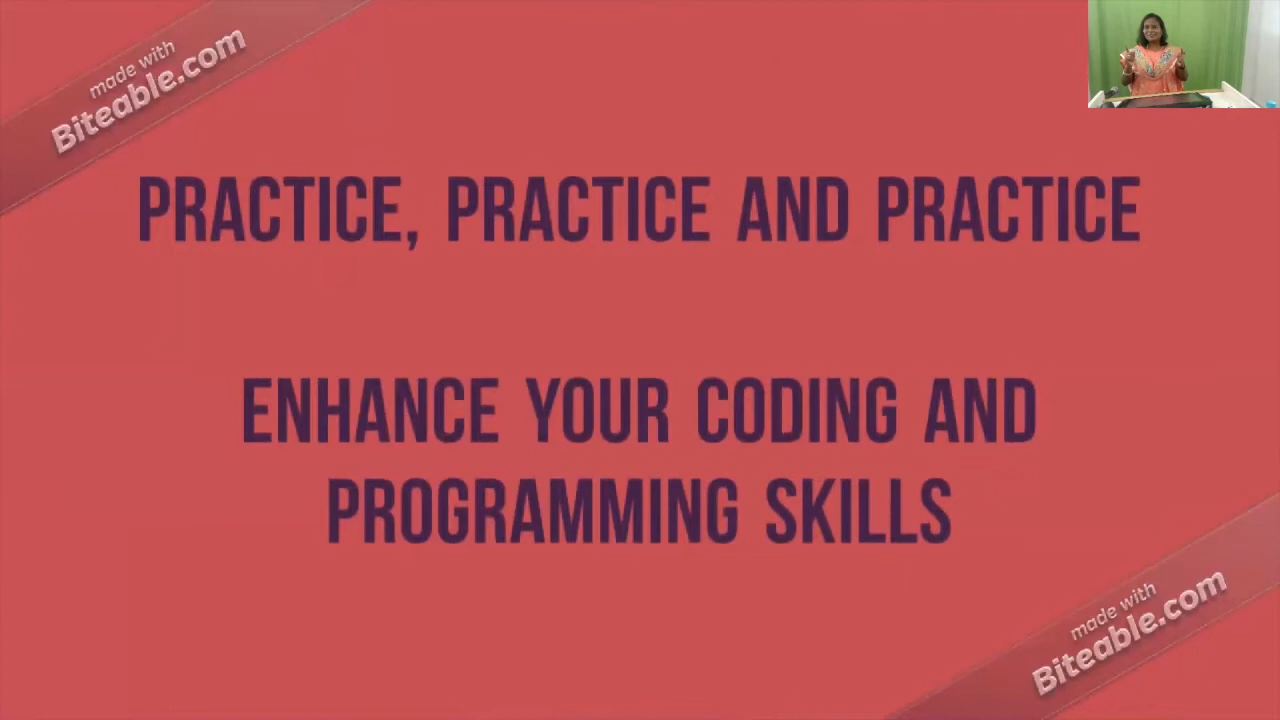 made with
Biteable.com
PRACTICE, PRACTICE AND PRACTICE
ENHANCE YOUR CODING AND
PROGRAMMING SKILLS
made with
Biteable.com